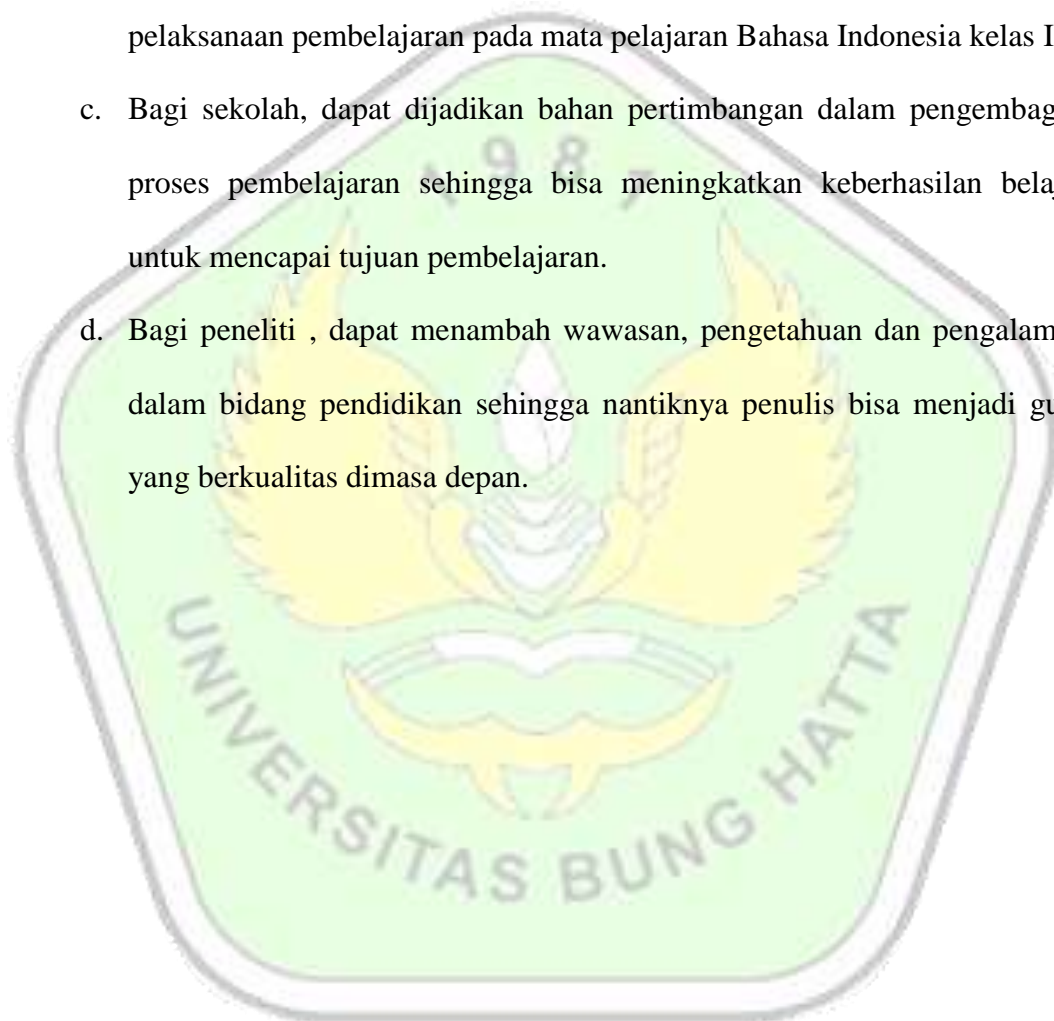 pelaksanaan pembelajaran pada mata pelajaran Bahasa Indonesia kelas I
c. Bagi sekolah, dapat dijadikan bahan pertimbangan dalam pengembag
proses pembelajaran sehingga bisa meningkatkan keberhasilan bela
untuk mencapai tujuan pembelajaran.
d. Bagi peneliti , dapat menambah wawasan, pengetahuan dan pengalam
dalam bidang pendidikan sehingga nantiknya penulis bisa menjadi gu
yang berkualitas dimasa depan.
UNIVERSITAS BUNG HATTA